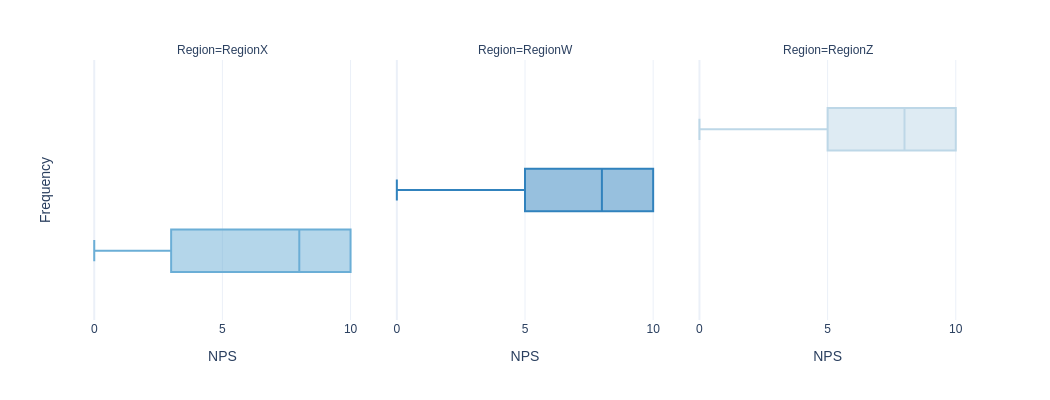 Region=RegionX
Region=RegionW
Region=RegionZ
Frequency
0 5 10
0 5 10
0 5 10
NPS
NPS
NPS